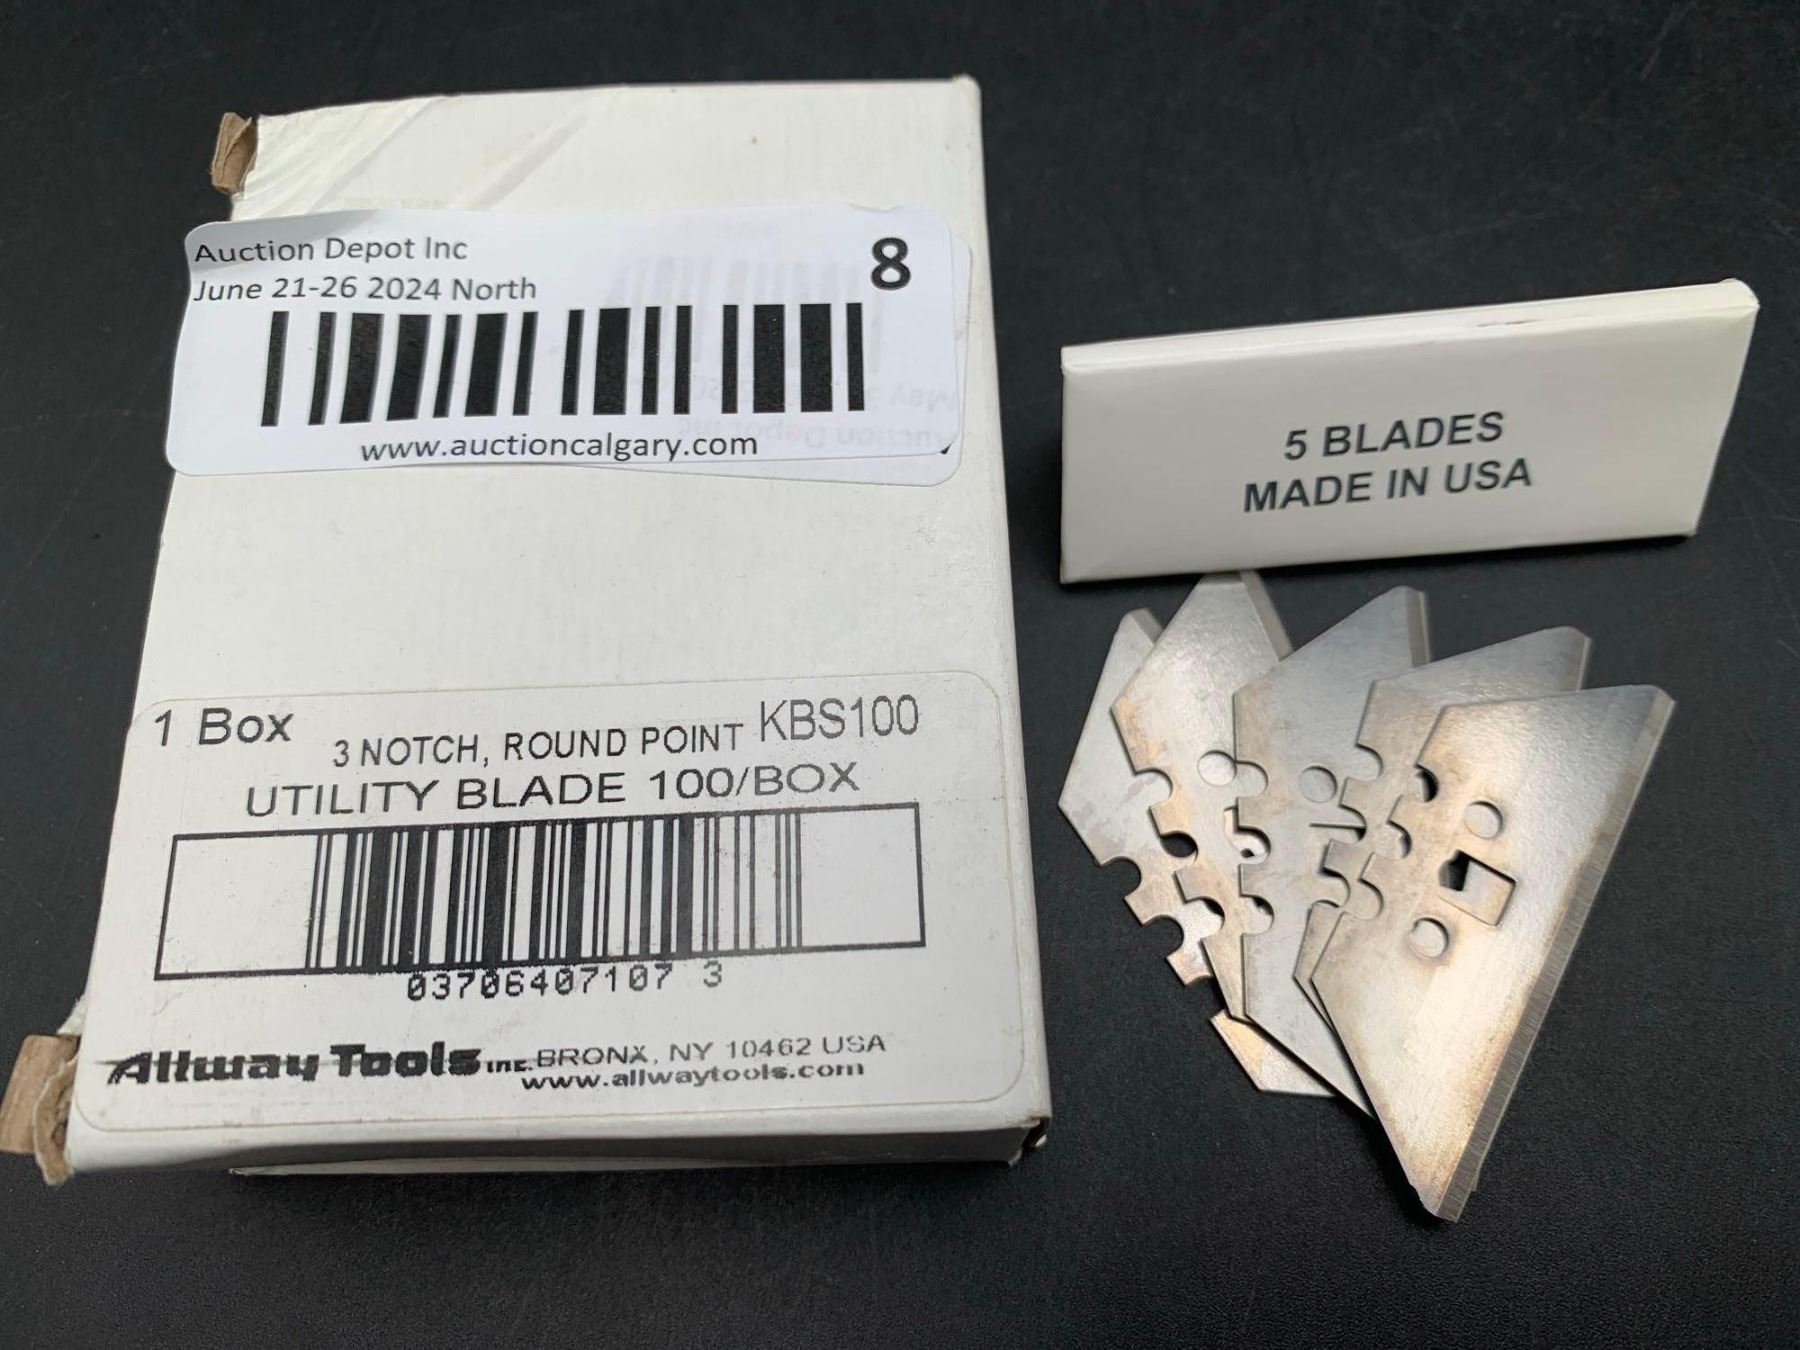 Auction Depot Inc
8
June 21-26 2024 North
www.auctioncalgary.com
1 Box 3 NOTCH, ROUND POINT KBS100
UTILITY BLADE 100/BOX
03706407107 3
Allway Tools INC. BRONX, NY 10462 USA
www.allwaytools.com
5 BLADES
MADE IN USA